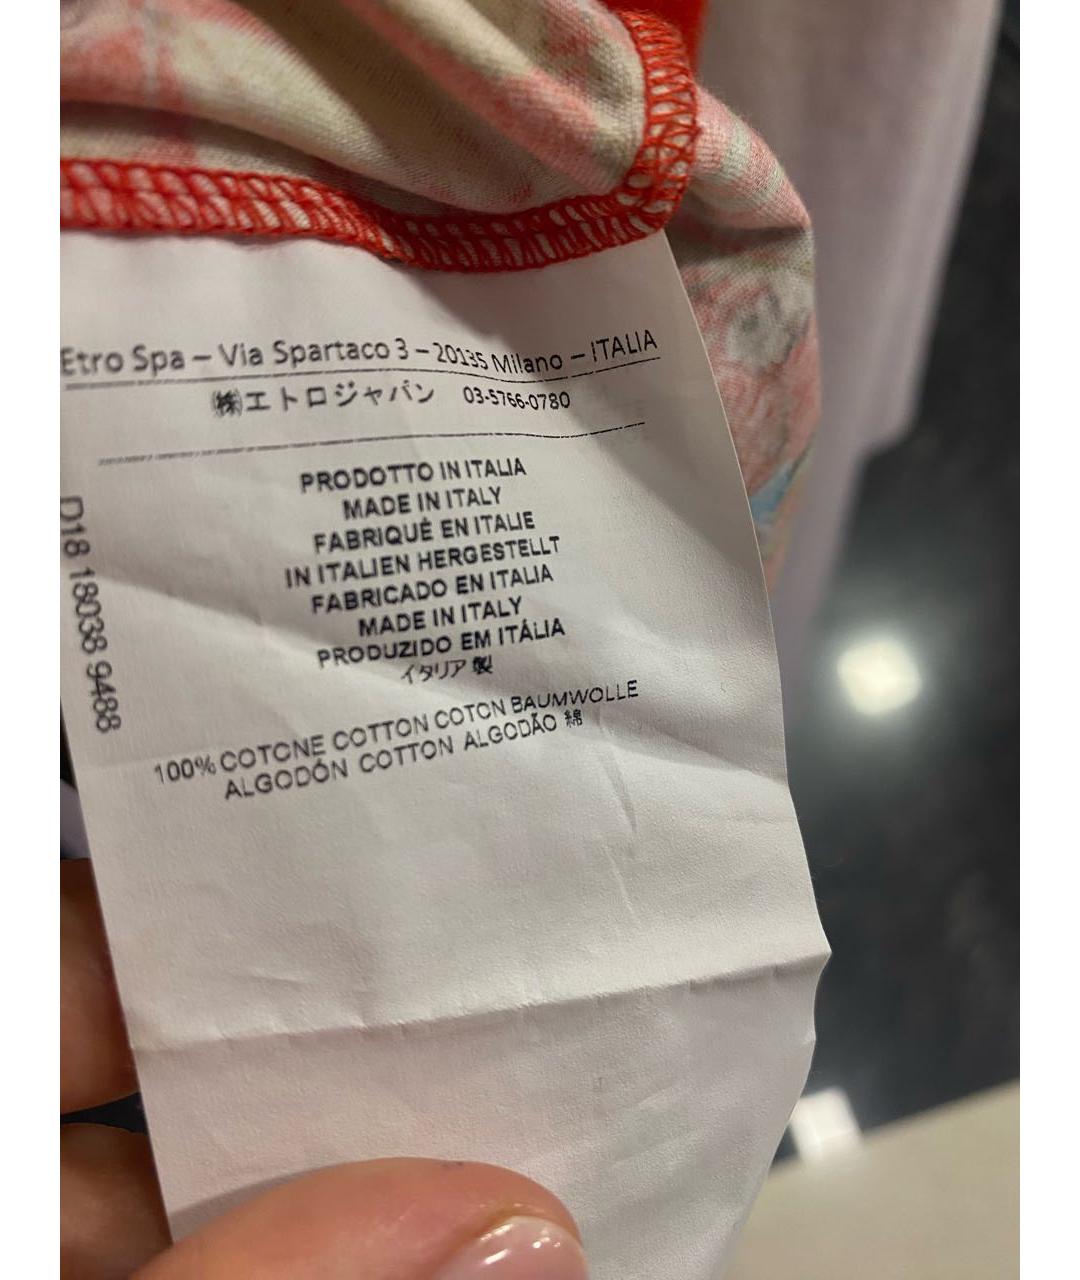 Etro Spa – Via Spartaco 3 – 20135 Milano – ITALIA
㈱エトロジャパン 03-5766-0780
PRODOTTO IN ITALIA
MADE IN ITALY
FABRIQUÉ EN ITALIE
IN ITALIEN HERGESTELLT
FABRICADO EN ITALIA
MADE IN ITALY
PRODUZIDO EM ITÁLIA
イタリア製
100% COTONE COTTON COTON BAUMWOLLE
ALGODÓN COTTON ALGODÃO 綿
D18 18038 9488